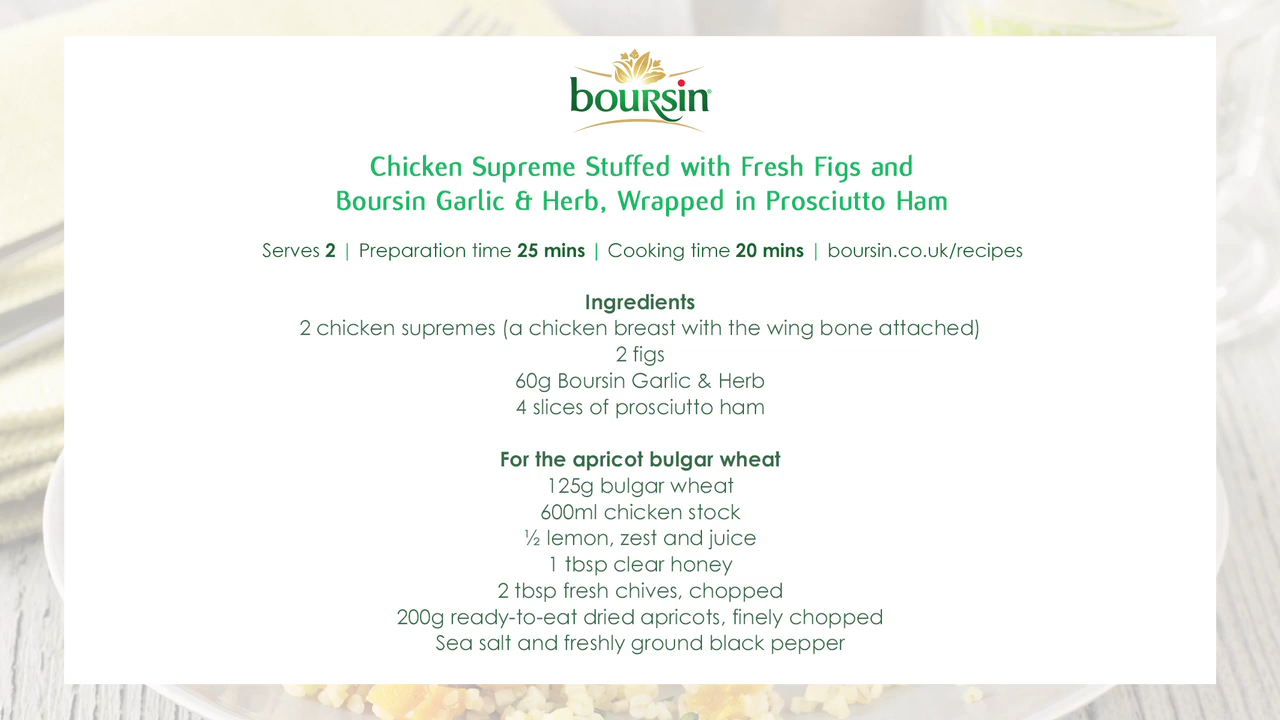 boursin
Chicken Supreme Stuffed with Fresh Figs and
Boursin Garlic & Herb, Wrapped in Prosciutto Ham
Serves 2 | Preparation time 25 mins | Cooking time 20 mins | boursin.co.uk/recipes
Ingredients
2 chicken supremes (a chicken breast with the wing bone attached)
2 figs
60g Boursin Garlic & Herb
4 slices of prosciutto ham
For the apricot bulgar wheat
125g bulgar wheat
600ml chicken stock
½ lemon, zest and juice
1 tbsp clear honey
2 tbsp fresh chives, chopped
200g ready-to-eat dried apricots, finely chopped
Sea salt and freshly ground black pepper